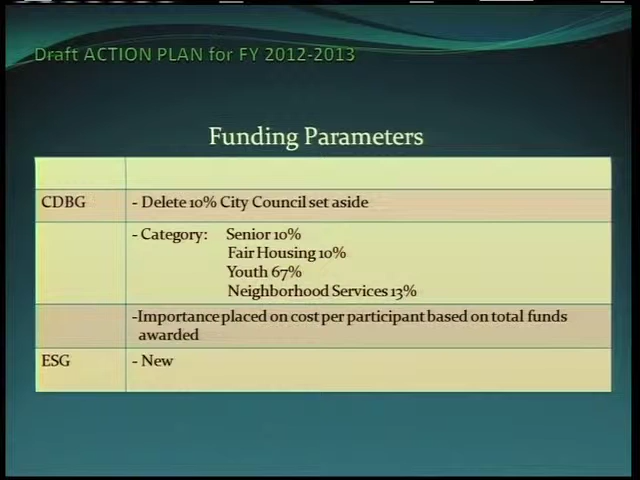 Draft ACTION PLAN for FY 2012-2013
Funding Parameters
CDBG - Delete 10% City Council set aside
- Category: Senior 10%
Fair Housing 10%
Youth 67%
Neighborhood Services 13%
-Importance placed on cost per participant based on total funds
awarded
ESG - New